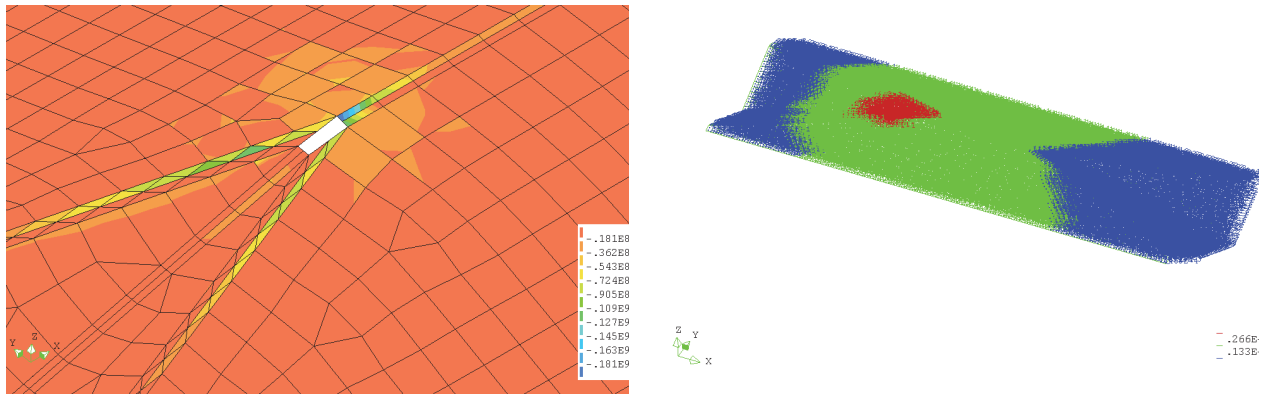 -.181E8
-.362E8
-.543E8
-.724E8
-.905E8
-.109E9
-.127E9
-.145E9
-.163E9
-.181E9
Y Z X
Z Y
X
.266E-
.133E-